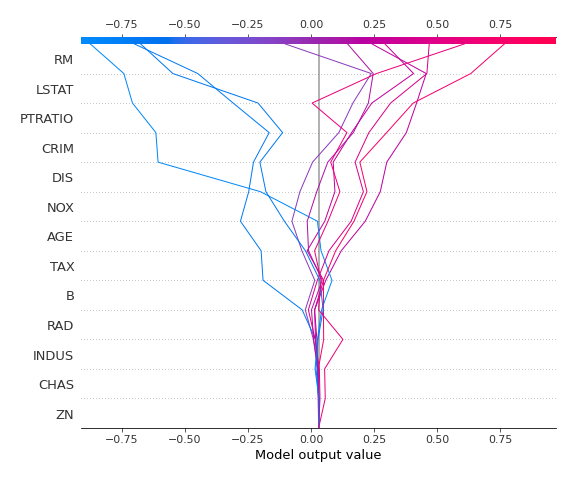 −0.75 −0.50 −0.25 0.00 0.25 0.50 0.75
RM
LSTAT
PTRATIO
CRIM
DIS
NOX
AGE
TAX
B
RAD
INDUS
CHAS
ZN
−0.75 −0.50 −0.25 0.00 0.25 0.50 0.75
Model output value